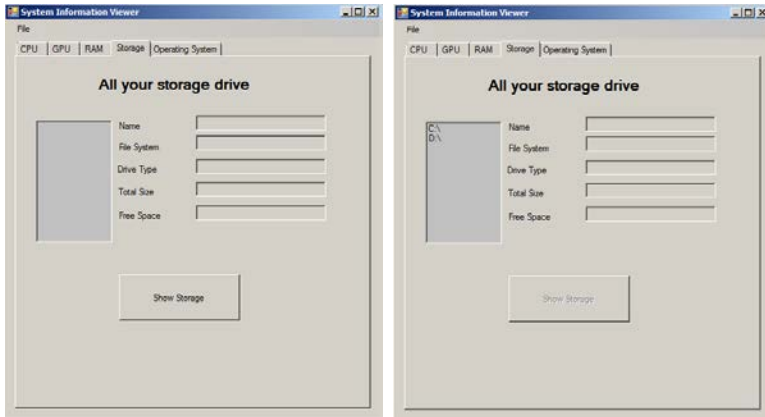 System Information Viewer
File
CPU GPU RAM Storage Operating System
All your storage drive
Name
File System
Drive Type
Total Size
Free Space
Show Storage
System Information Viewer
File
CPU GPU RAM Storage Operating System
All your storage drive
C:\
D:\
Name
File System
Drive Type
Total Size
Free Space
Show Storage